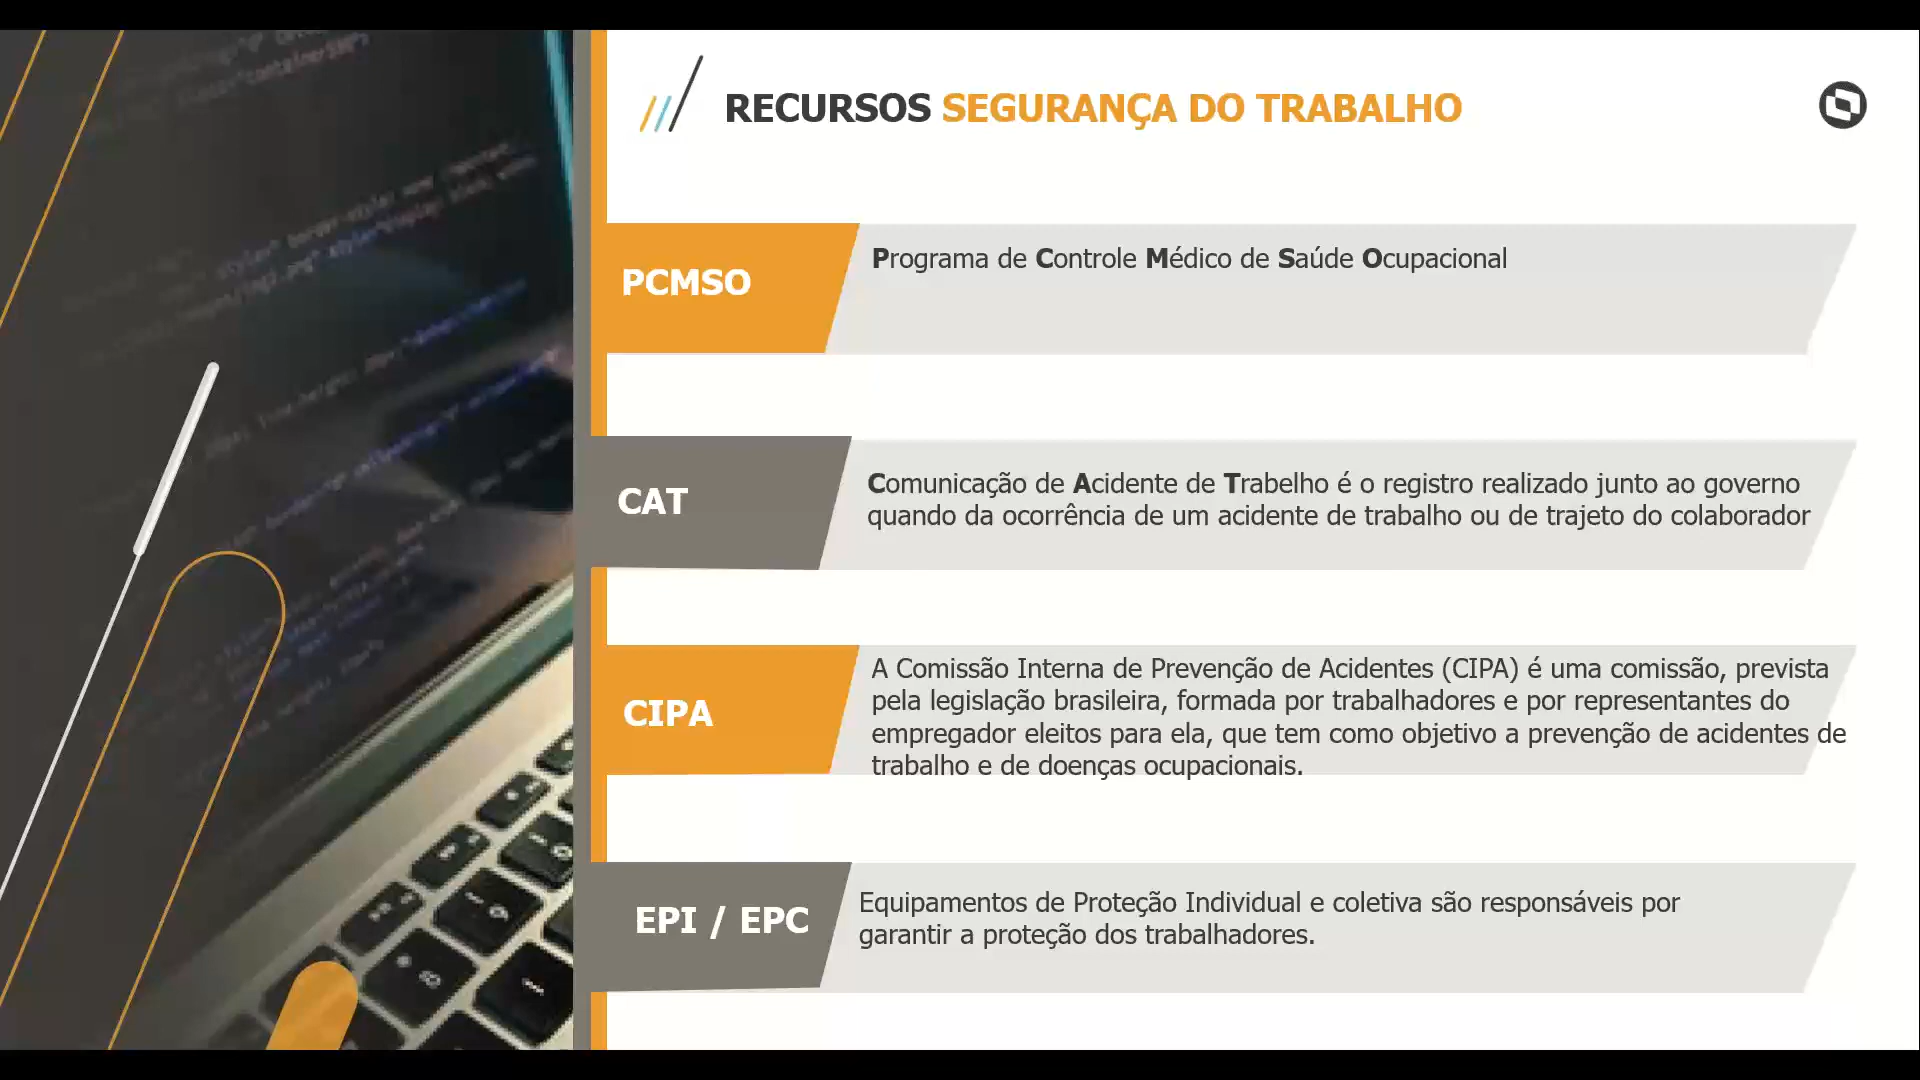 RECURSOS SEGURANÇA DO TRABALHO
PCMSO
Programa de Controle Médico de Saúde Ocupacional
CAT
Comunicação de Acidente de Trabelho é o registro realizado junto ao governo
quando da ocorrência de um acidente de trabalho ou de trajeto do colaborador
CIPA
A Comissão Interna de Prevenção de Acidentes (CIPA) é uma comissão, prevista
pela legislação brasileira, formada por trabalhadores e por representantes do
empregador eleitos para ela, que tem como objetivo a prevenção de acidentes de
trabalho e de doenças ocupacionais.
EPI / EPC
Equipamentos de Proteção Individual e coletiva são responsáveis por
garantir a proteção dos trabalhadores.